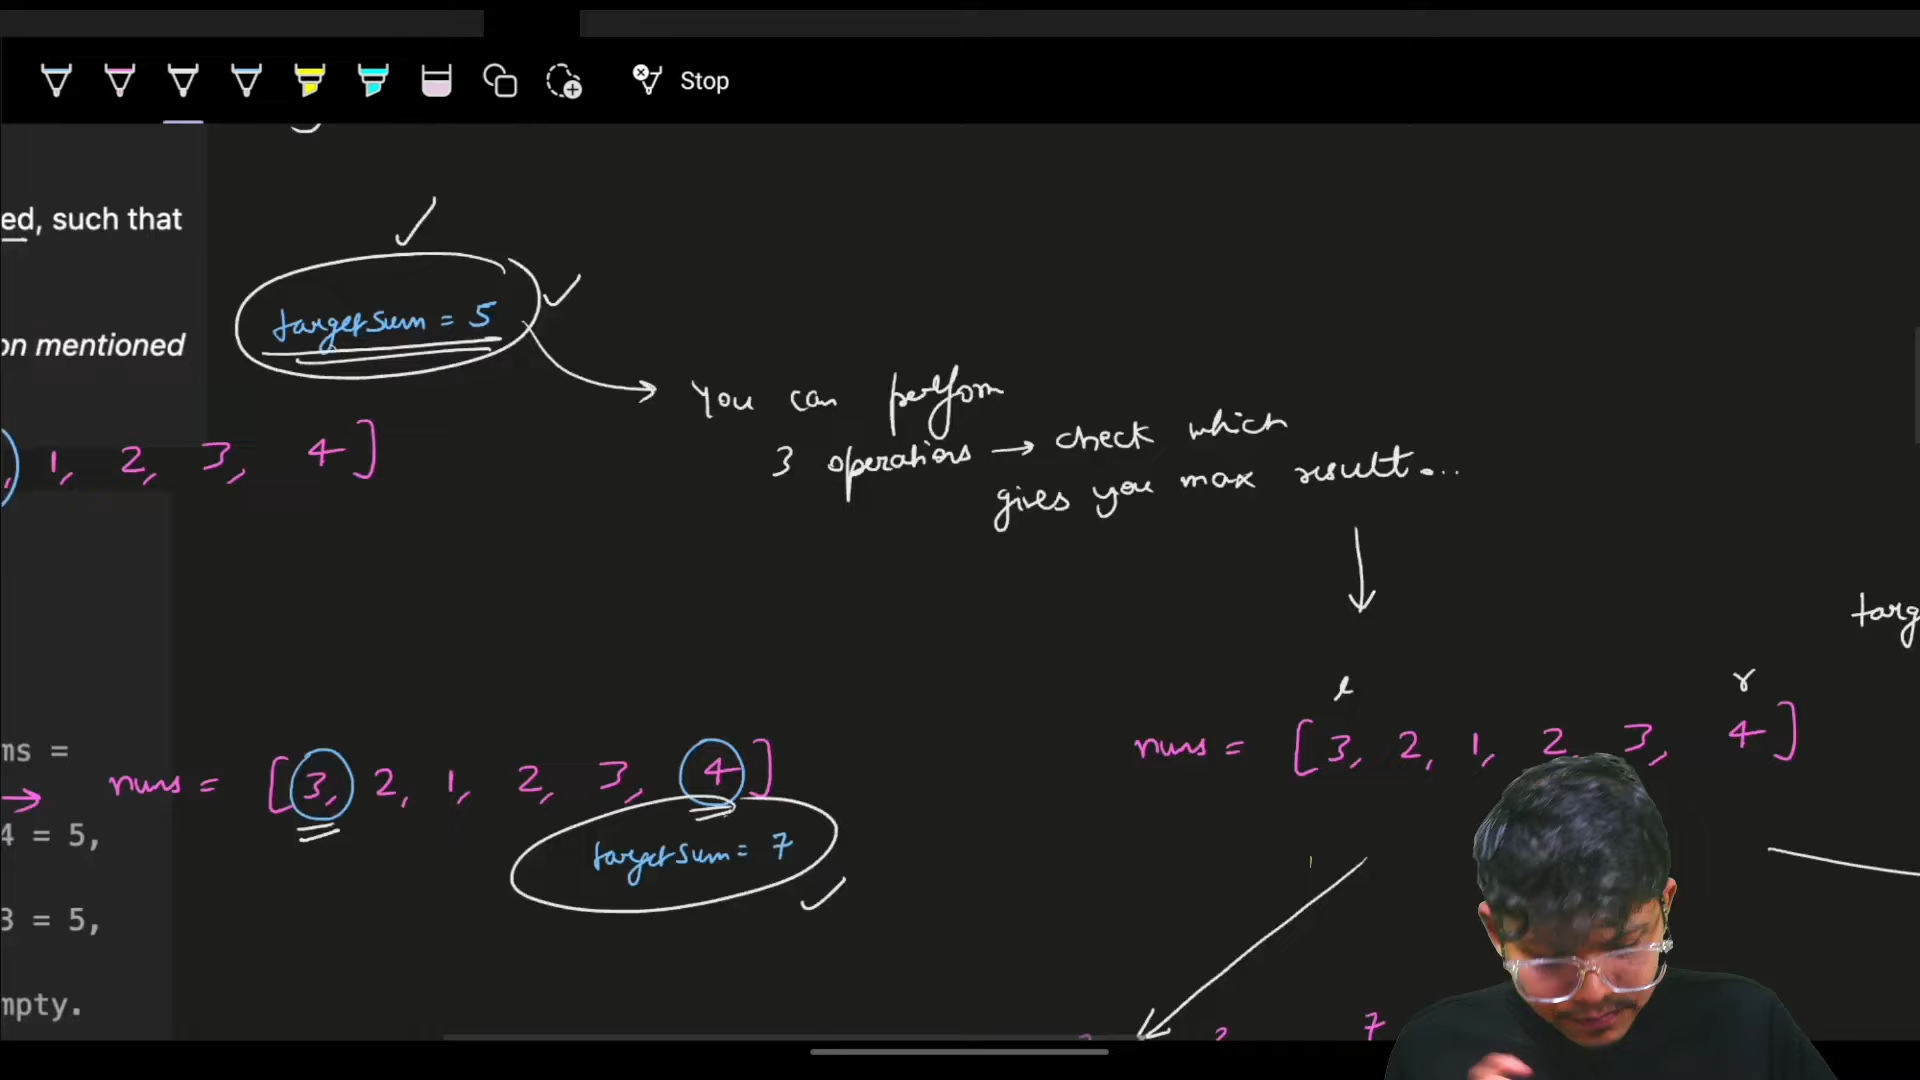 Stop
ed, such that
targetsum = 5
on mentioned
You can perform
3 operations → check which
gives you max result...
1, 2, 3, 4]
targ
l r
nums = [3, 2, 1, 2, 3, 4]
ms =
→ nums = [3, 2, 1, 2, 3, 4]
4 = 5,
targetsum = 7
3 = 5,
mpty.
7